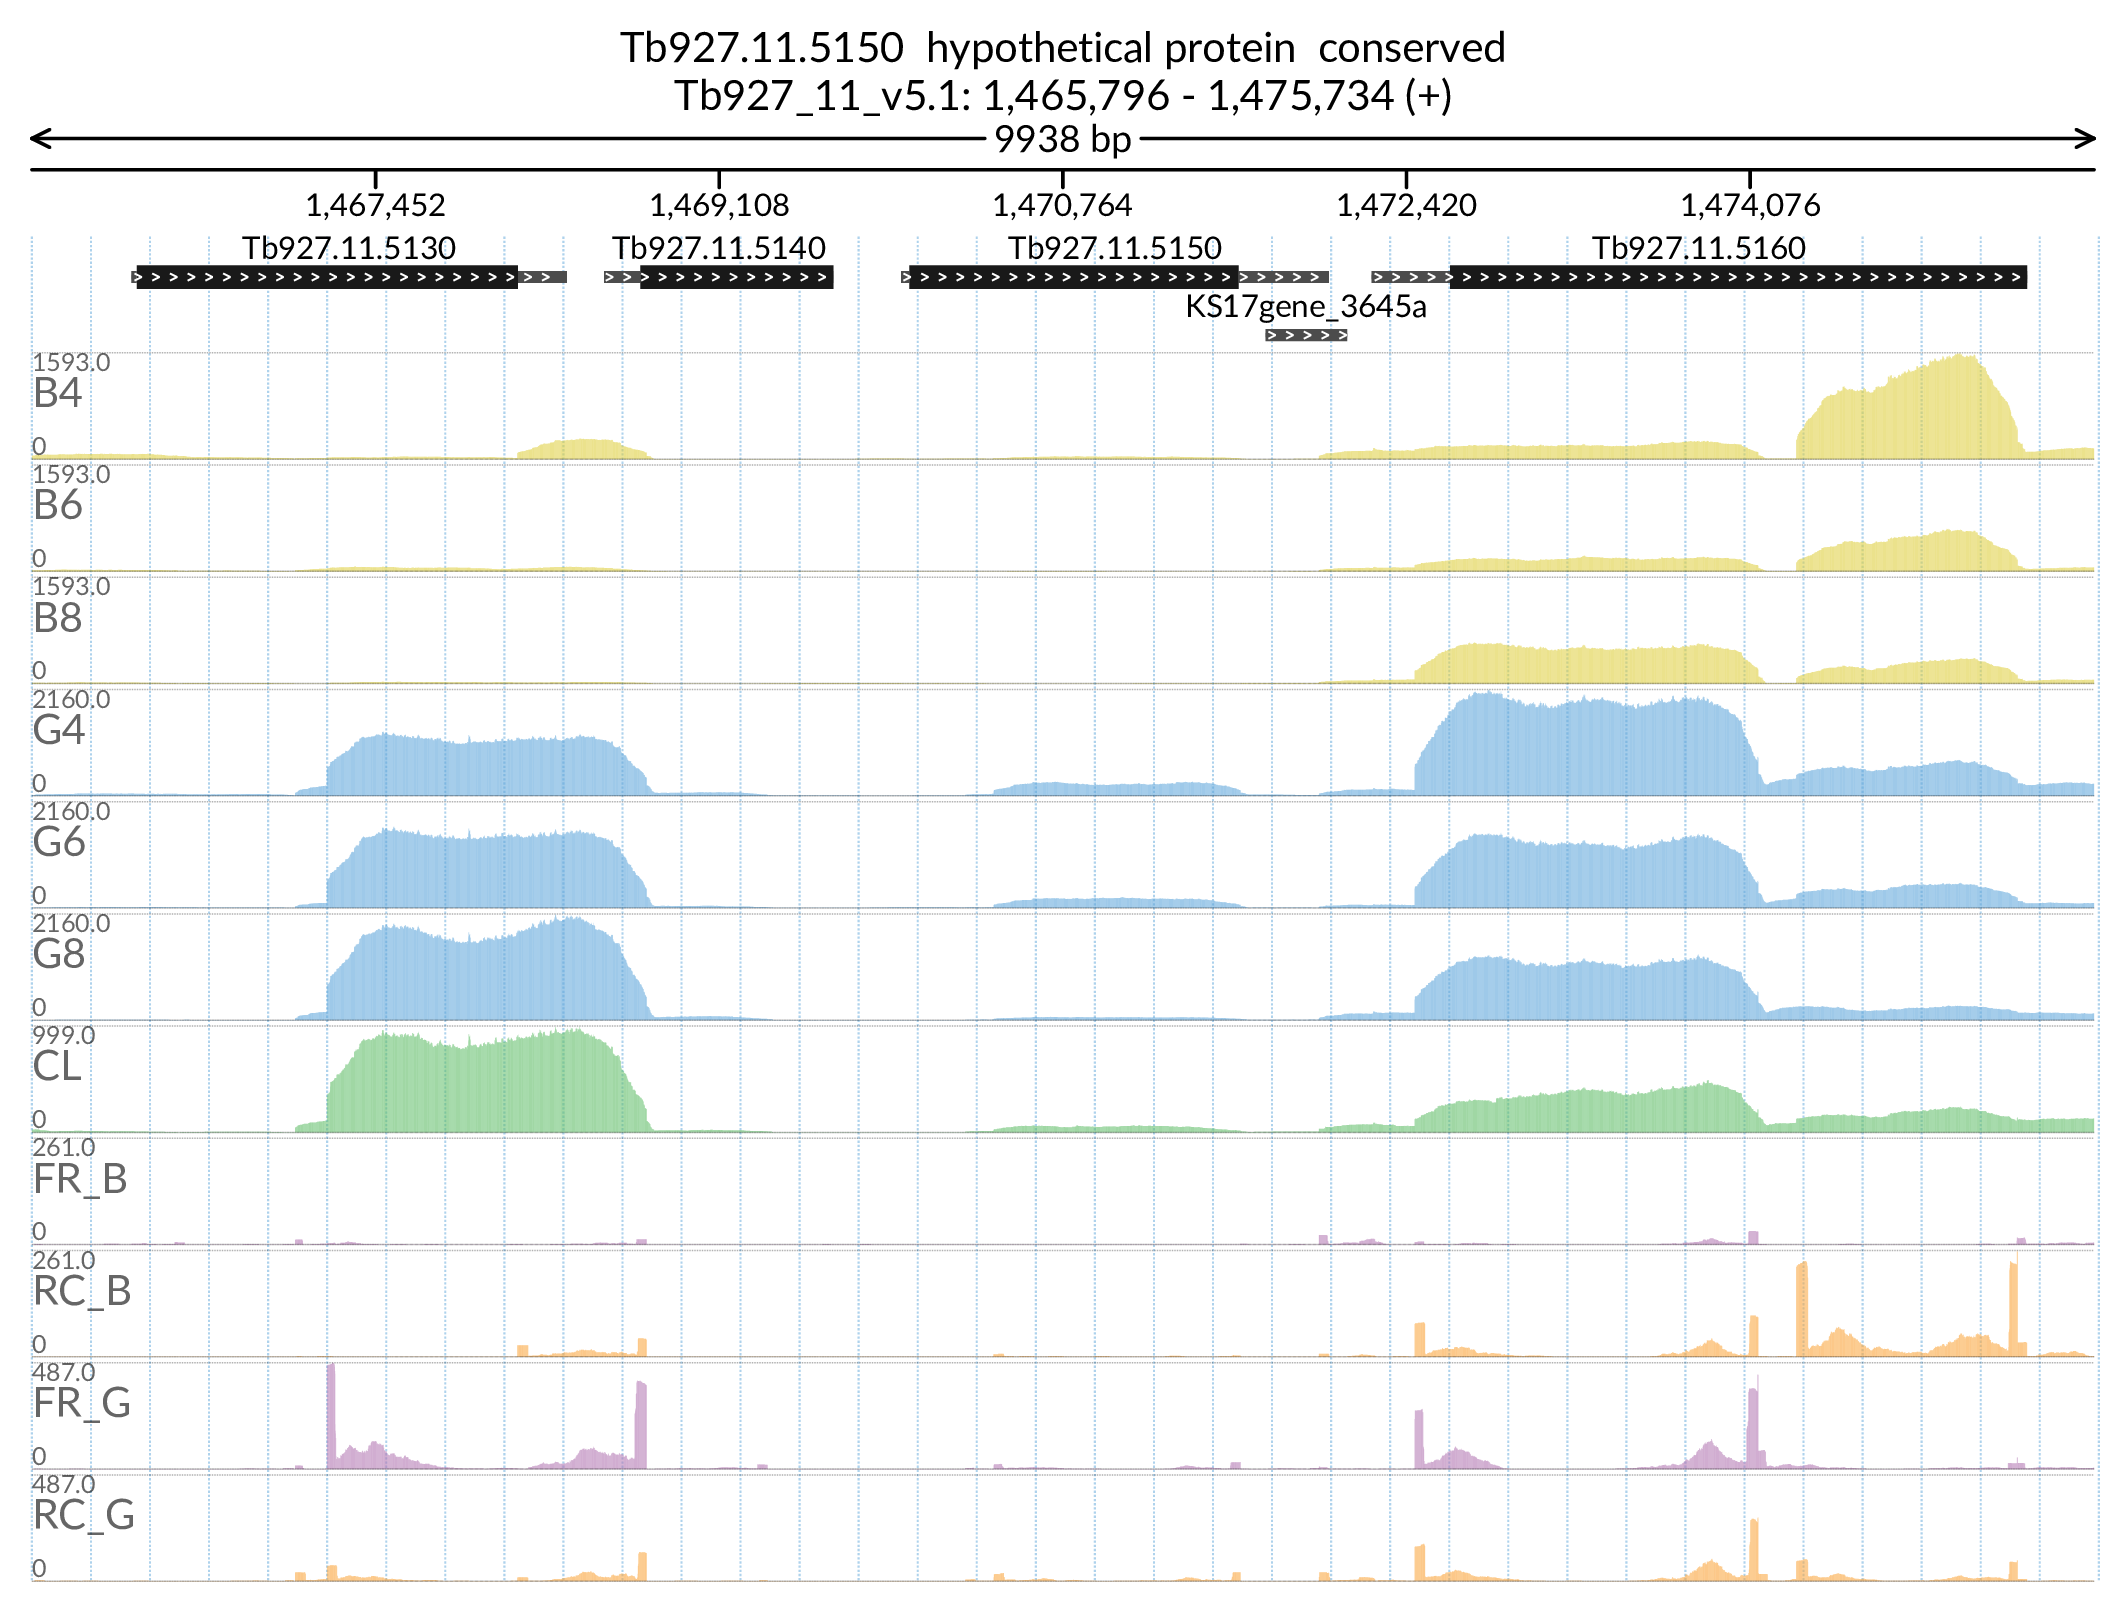 Tb927.11.5150  hypothetical protein  conserved
Tb927_11_v5.1: 1,465,796 - 1,475,734 (+)
9938 bp
1,467,452 1,469,108 1,470,764 1,472,420 1,474,076
Tb927.11.5130 Tb927.11.5140 Tb927.11.5150 Tb927.11.5160
KS17gene_3645a
1593.0
B4
0
1593.0
B6
0
1593.0
B8
0
2160.0
G4
0
2160.0
G6
0
2160.0
G8
0
999.0
CL
0
261.0
FR_B
0
261.0
RC_B
0
487.0
FR_G
0
487.0
RC_G
0